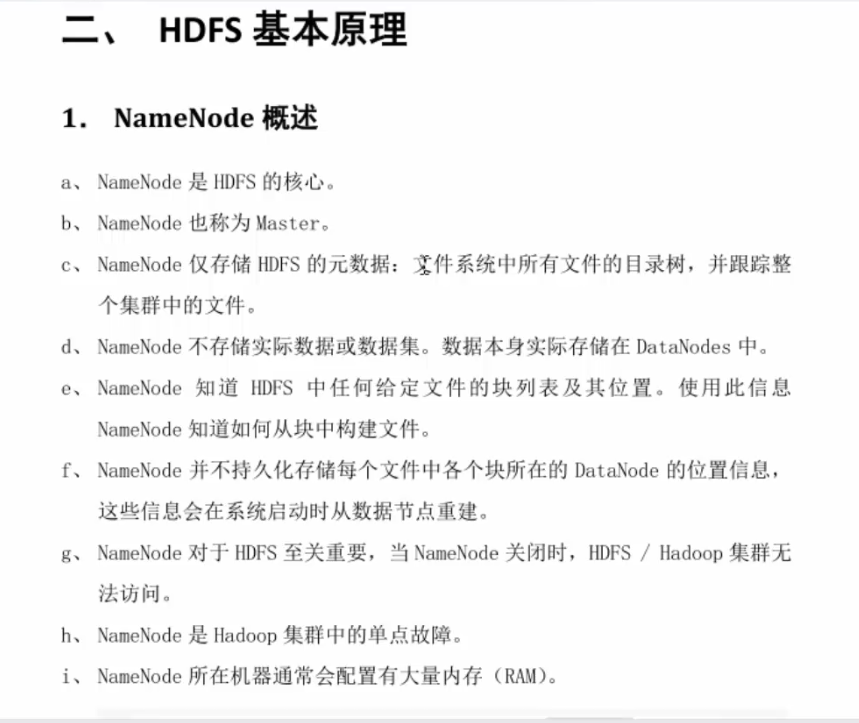 二、 HDFS 基本原理
1. NameNode 概述
a、 NameNode 是 HDFS 的核心。
b、 NameNode 也称为 Master。
c、 NameNode 仅存储 HDFS 的元数据：文件系统中所有文件的目录树，并跟踪整
个集群中的文件。
d、 NameNode 不存储实际数据或数据集。数据本身实际存储在 DataNodes 中。
e、 NameNode 知道 HDFS 中任何给定文件的块列表及其位置。使用此信息
NameNode 知道如何从块中构建文件。
f、 NameNode 并不持久化存储每个文件中各个块所在的 DataNode 的位置信息，
这些信息会在系统启动时从数据节点重建。
g、 NameNode 对于 HDFS 至关重要，当 NameNode 关闭时，HDFS / Hadoop 集群无
法访问。
h、 NameNode 是 Hadoop 集群中的单点故障。
i、 NameNode 所在机器通常会配置有大量内存（RAM）。